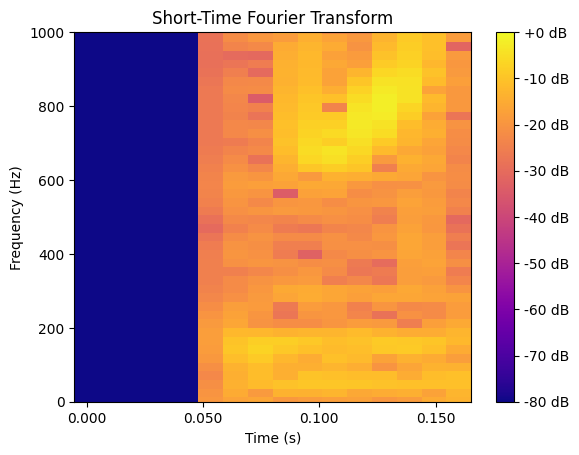 Short-Time Fourier Transform
1000
800
600
400
200
0
Frequency (Hz)
0.000
0.050
0.100
0.150
Time (s)
+0 dB
-10 dB
-20 dB
-30 dB
-40 dB
-50 dB
-60 dB
-70 dB
-80 dB